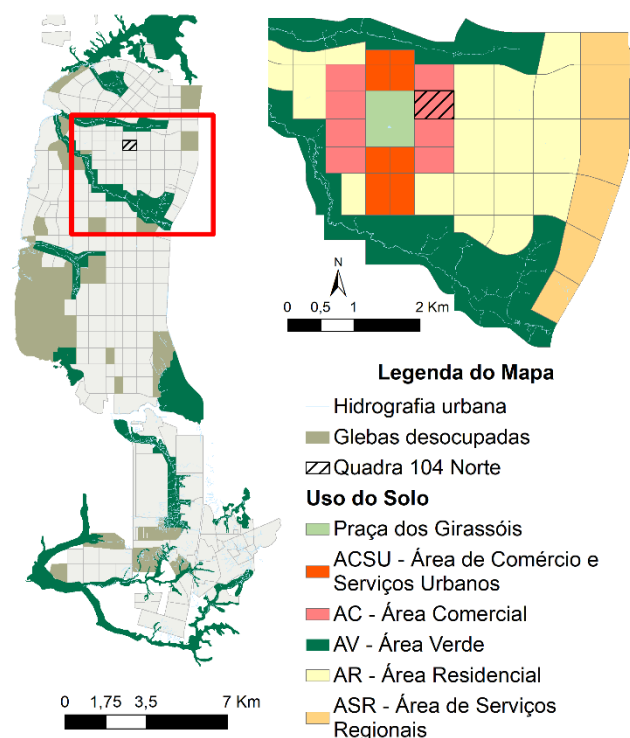 N
0 0,5 1 2 Km
Legenda do Mapa
Hidrografia urbana
Glebas desocupadas
Quadra 104 Norte
Uso do Solo
Praça dos Girassóis
ACSU - Área de Comércio e
Serviços Urbanos
AC - Área Comercial
AV - Área Verde
AR - Área Residencial
ASR - Área de Serviços
Regionais
0 1,75 3,5 7 Km